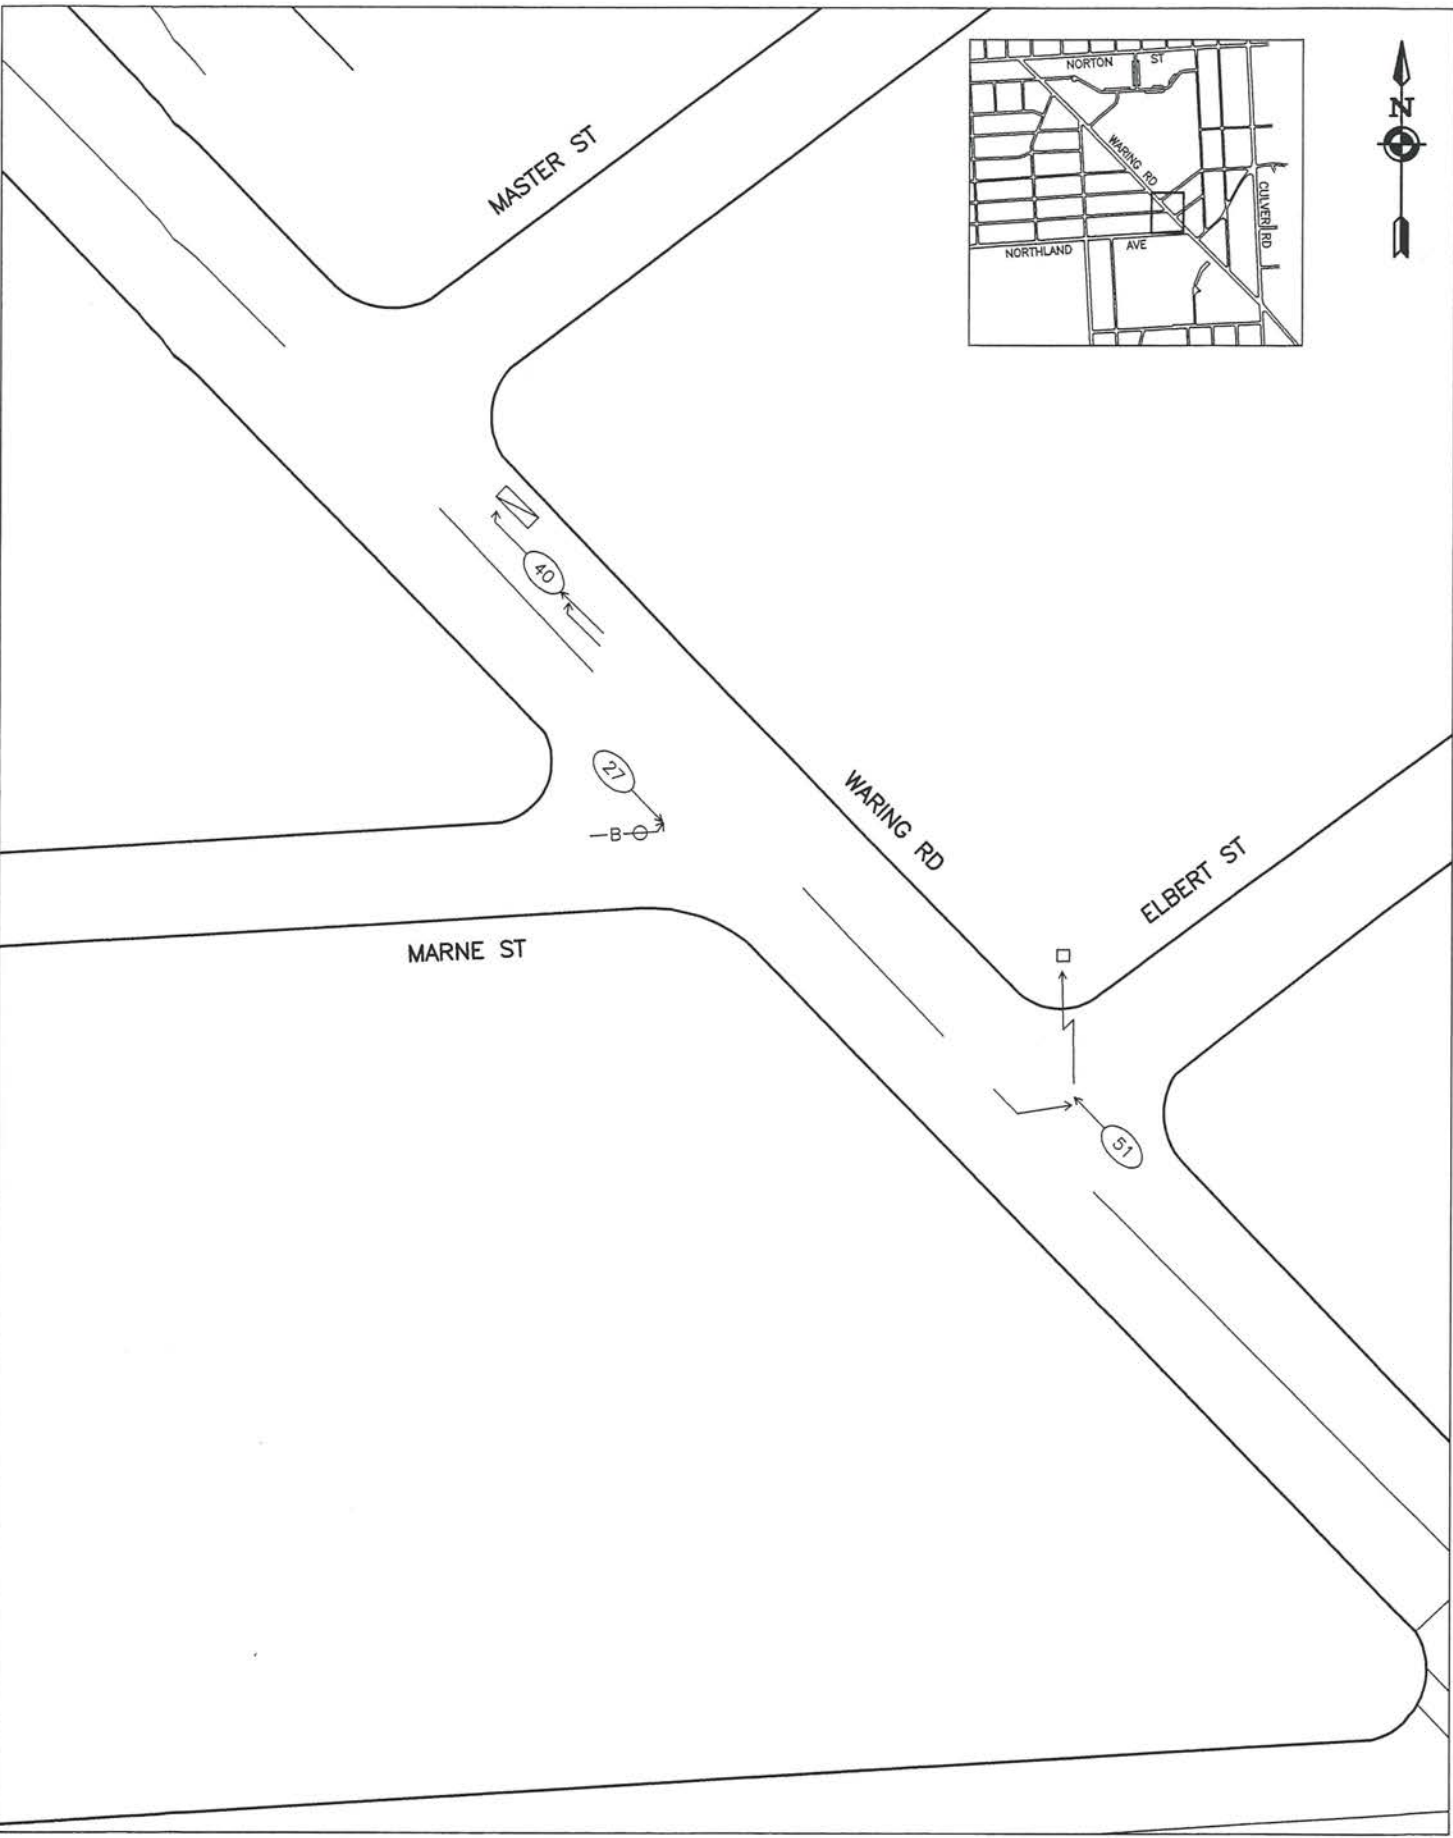 NORTON ST
WARING RD
CULVER RD
NORTHLAND AVE
N
MASTER ST
40
27
B
WARING RD
ELBERT ST
MARNE ST
51